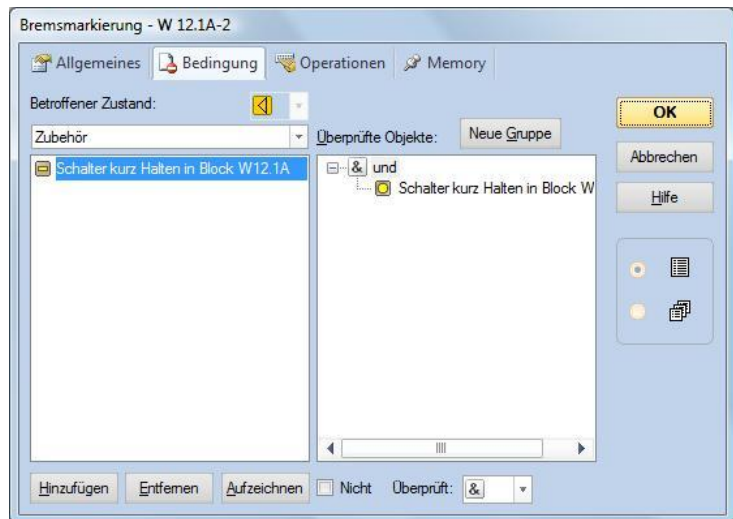 Bremsmarkierung - W 12.1A-2
Allgemeines Bedingung Operationen Memory
Betroffener Zustand:
Zubehör
Überprüfte Objekte: Neue Gruppe
OK
Abbrechen
Hilfe
Schalter kurz Halten in Block W12.1A
& und
Schalter kurz Halten in Block W
Hinzufügen Entfernen Aufzeichnen Nicht Überprüft: &